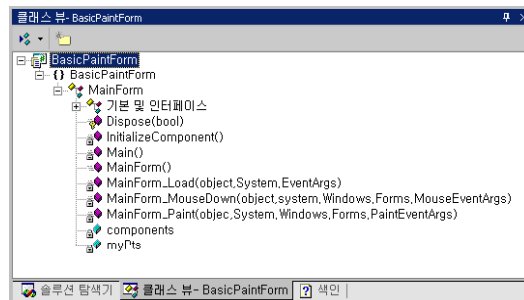 클래스 뷰- BasicPaintForm
BasicPaintForm
{} BasicPaintForm
MainForm
기본 및 인터페이스
Dispose(bool)
InitializeComponent()
Main()
MainForm()
MainForm_Load(object,System,EventArgs)
MainForm_MouseDown(object,system,Windows,Forms,MouseEventArgs)
MainForm_Paint(objec,System,Windows,Forms,PaintEventArgs)
components
myPts
솔루션 탐색기 클래스 뷰- BasicPaintForm 색인